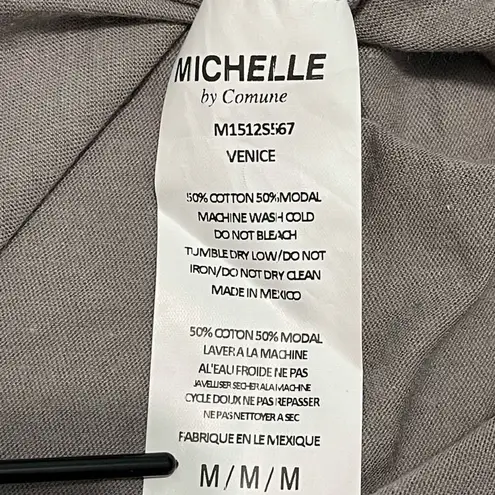 MICHELLE
by Comune
M1512S567
VENICE
50% COTTON 50% MODAL
MACHINE WASH COLD
DO NOT BLEACH
TUMBLE DRY LOW/DO NOT
IRON/DO NOT DRY CLEAN
MADE IN MEXICO
50% COTON 50% MODAL
LAVER A LA MACHINE
AL'EAU FROIDE NE PAS
JAVELLISER SECHER A LA MACHINE
CYCLE DOUX NE PAS REPASSER
NE PAS NETTOYER A SEC
FABRIQUE EN LE MEXIQUE
M/M/M